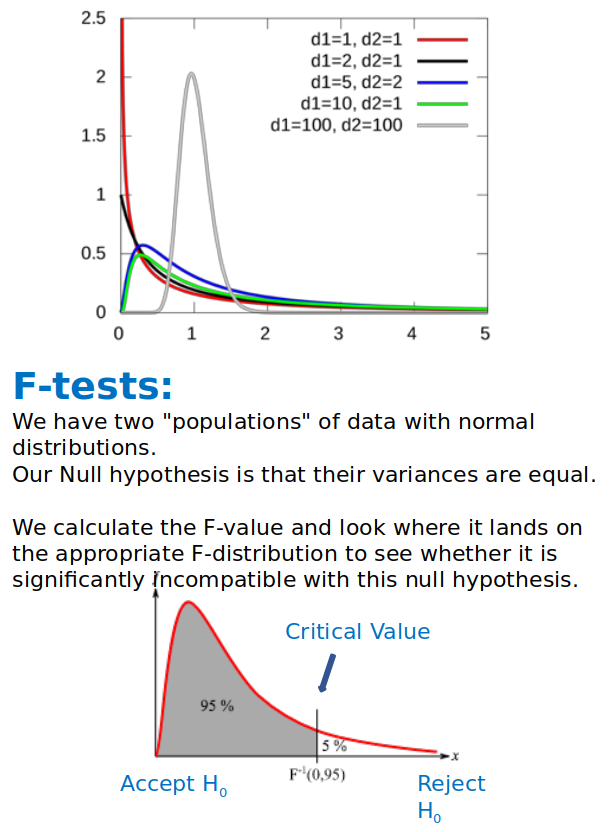 2.5
2
1.5
1
0.5
0
0 1 2 3 4 5
d1=1, d2=1
d1=2, d2=1
d1=5, d2=2
d1=10, d2=1
d1=100, d2=100
F-tests:
We have two "populations" of data with normal
distributions.
Our Null hypothesis is that their variances are equal.
We calculate the F-value and look where it lands on
the appropriate F-distribution to see whether it is
significantly incompatible with this null hypothesis.
Critical Value
95 %
5 %
x
F⁻¹(0,95)
Accept H₀
Reject
H₀